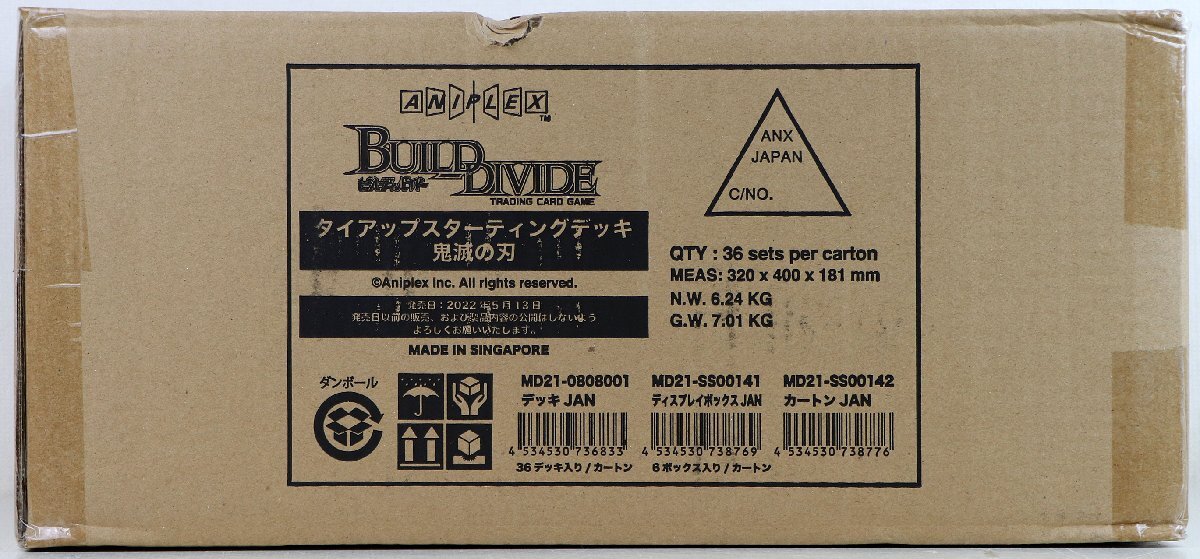 ANIPLEX TM
BUILD DIVIDE
ビルディバイド
TRADING CARD GAME
タイアップスターティングデッキ
鬼滅の刃
©Aniplex Inc. All rights reserved.
発売日：2022年5月13日
発売日以前の販売、および製品内容の公開はしないよう
よろしくお願いいたします。
MADE IN SINGAPORE
ANX
JAPAN
C/NO.
QTY : 36 sets per carton
MEAS: 320 x 400 x 181 mm
N.W. 6.24 KG
G.W. 7.01 KG
ダンボール
MD21-0808001
デッキ JAN
4 534530 736833
36 デッキ入り / カートン
MD21-SS00141
ディスプレイボックス JAN
4 534530 738769
6 ボックス入り / カートン
MD21-SS00142
カートン JAN
4 534530 738776